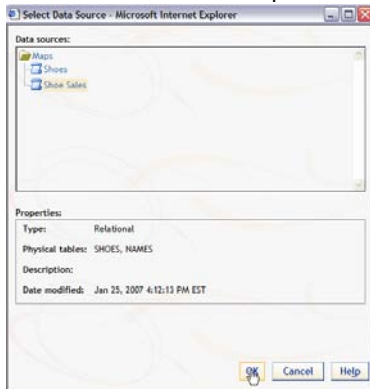 Select Data Source - Microsoft Internet Explorer
Data sources:
Maps
Shoes
Shoe Sales
Properties:
Type: Relational
Physical tables: SHOES, NAMES
Description:
Date modified: Jan 25, 2007 4:12:13 PM EST
OK Cancel Help